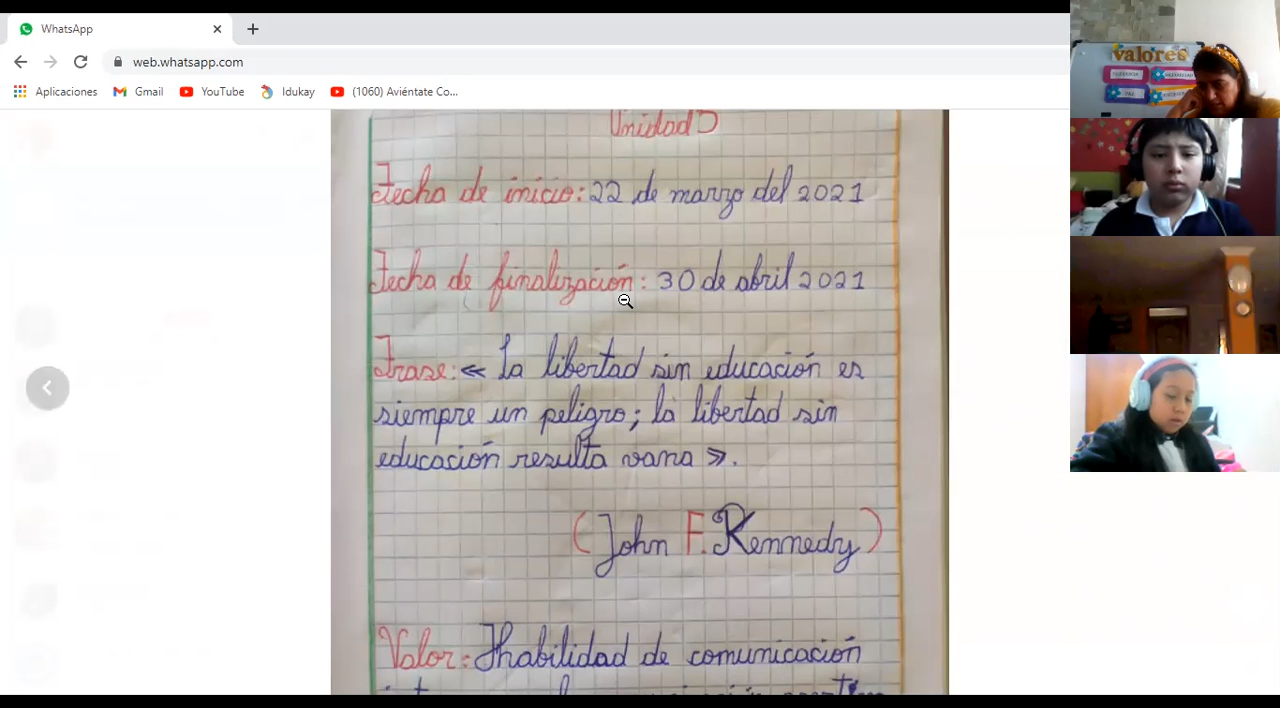 WhatsApp
web.whatsapp.com
Aplicaciones
Gmail
YouTube
Idukay
(1060) Aviéntate Co...
valores
PAZ
Unidad 5
Fecha de inicio: 22 de marzo del 2021
Fecha de finalización: 30 de abril 2021
Frase: « La libertad sin educación es
siempre un peligro; la libertad sin
educación resulta vana ».
(John F. Kennedy)
Valor: Jhabilidad de comunicación